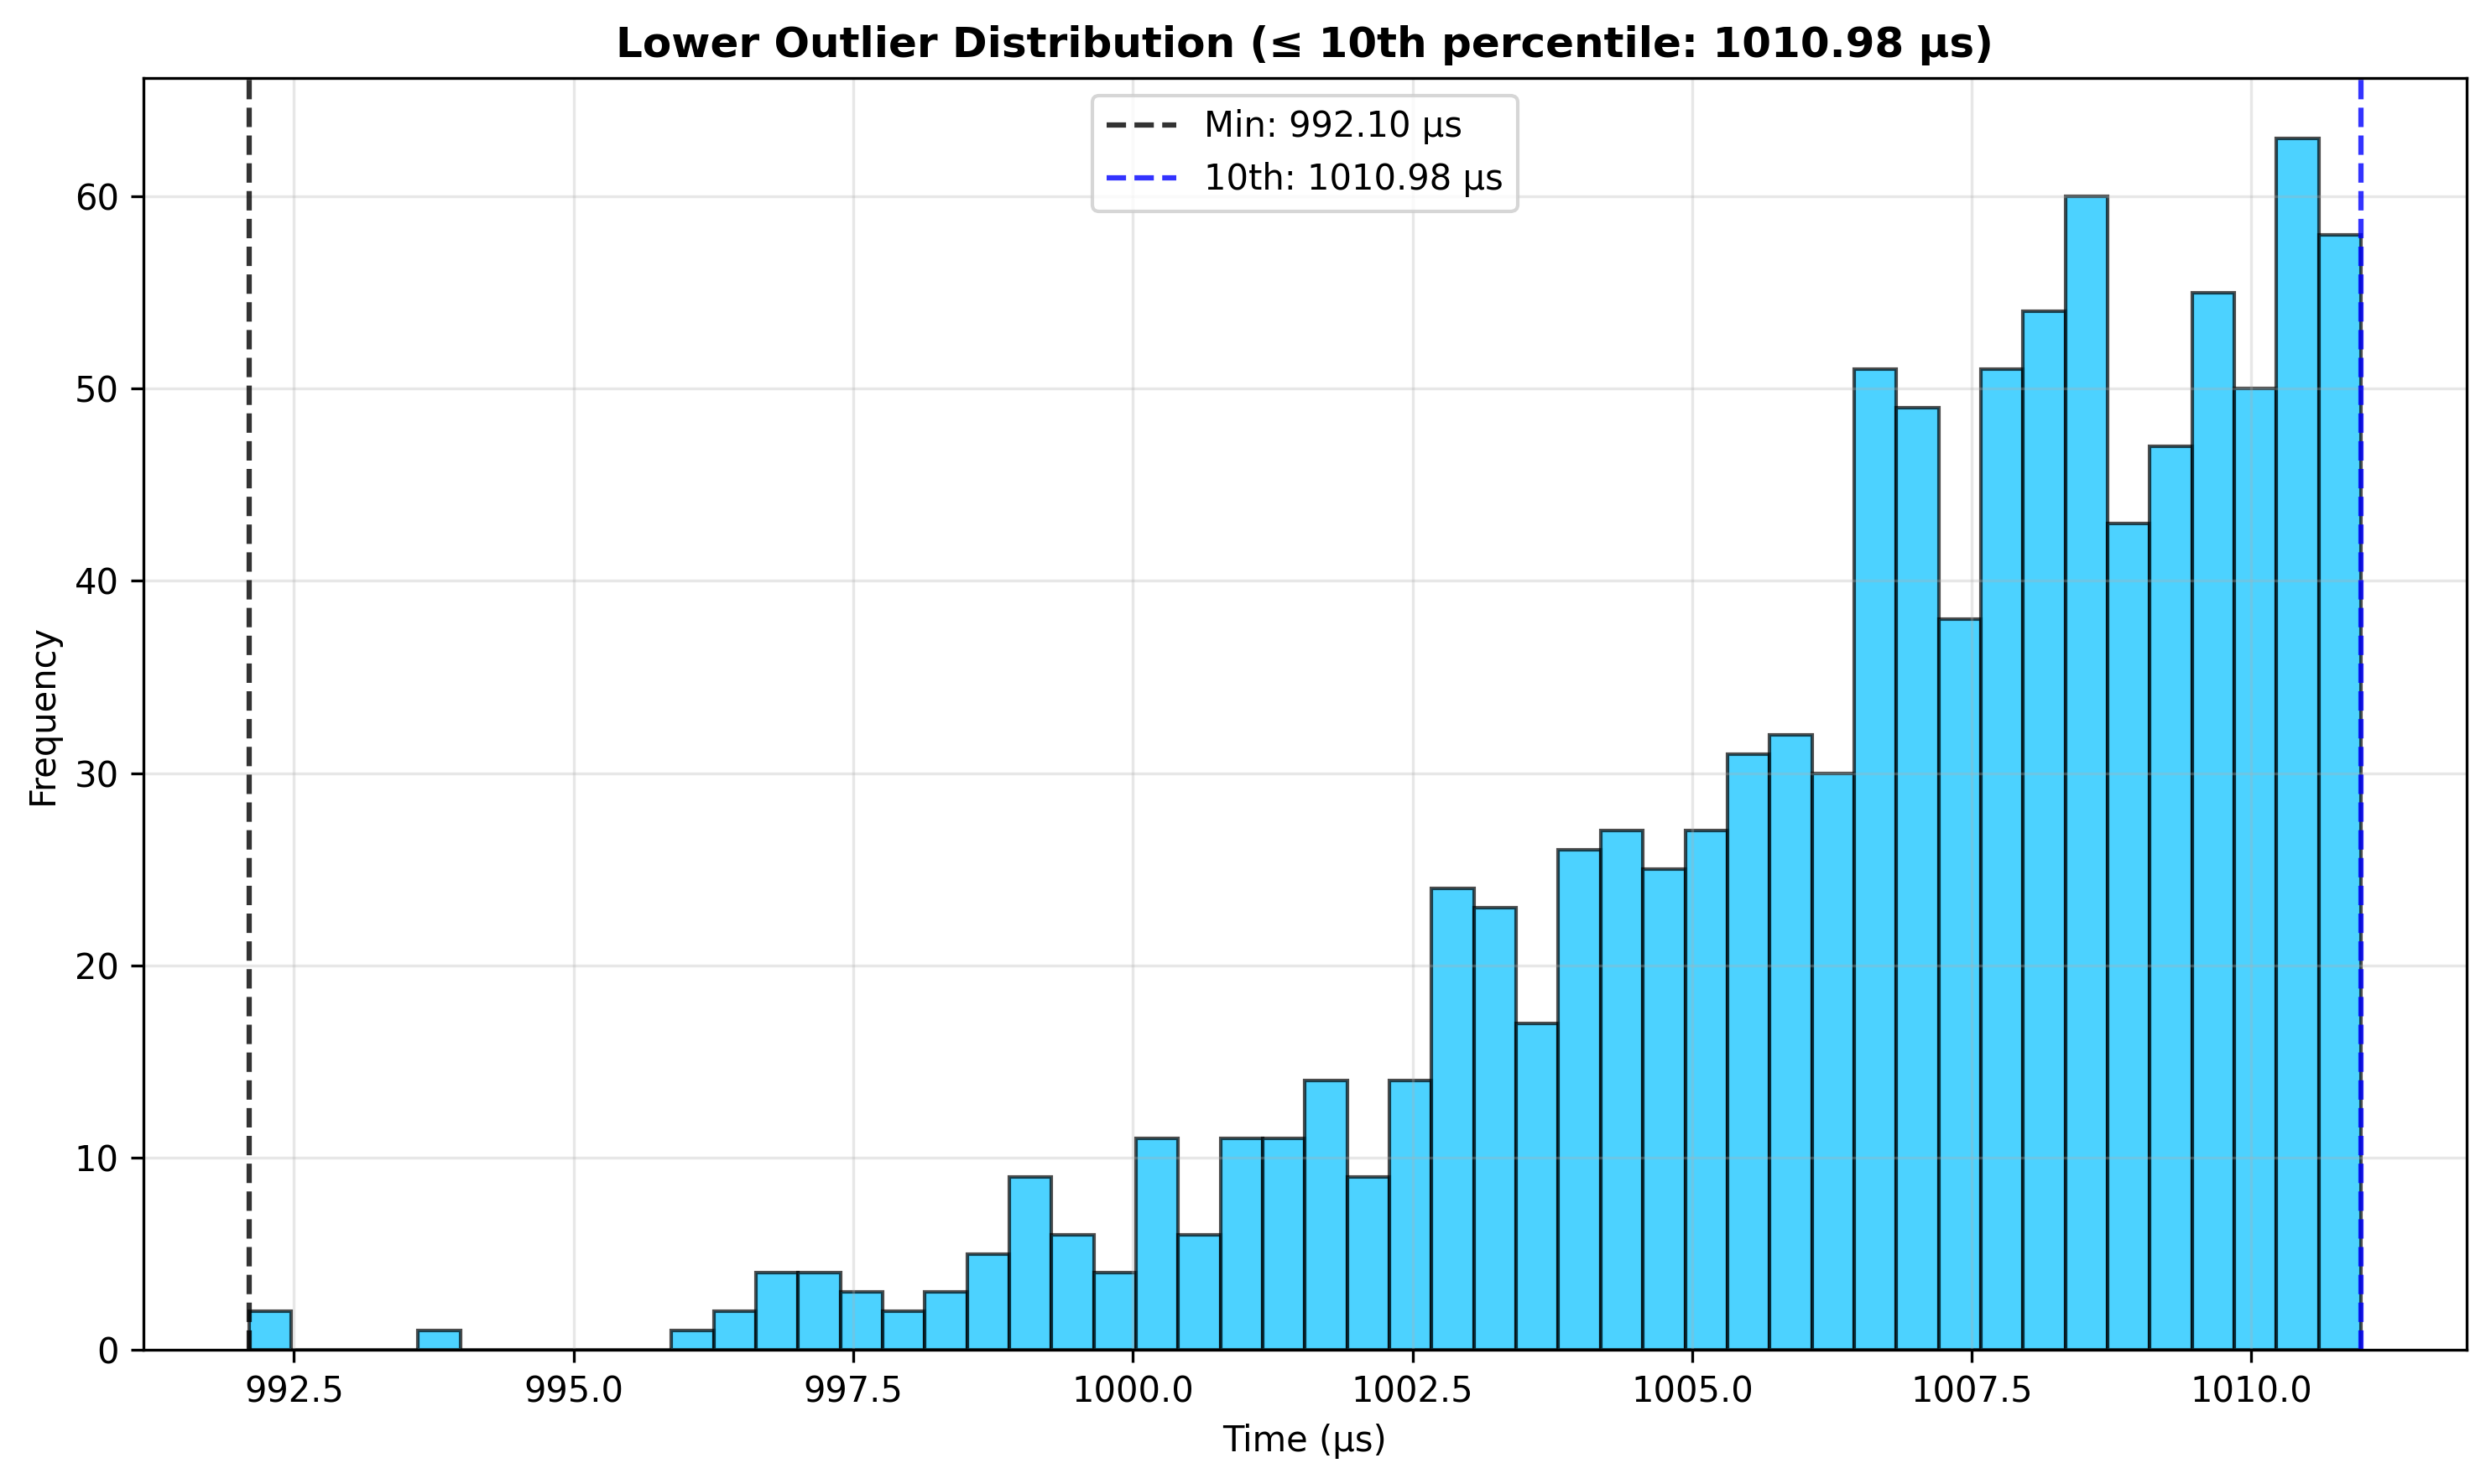 Lower Outlier Distribution (≤ 10th percentile: 1010.98 µs)
Min: 992.10 µs
10th: 1010.98 µs
Frequency
60
50
40
30
20
10
0
992.5 995.0 997.5 1000.0 1002.5 1005.0 1007.5 1010.0
Time (µs)